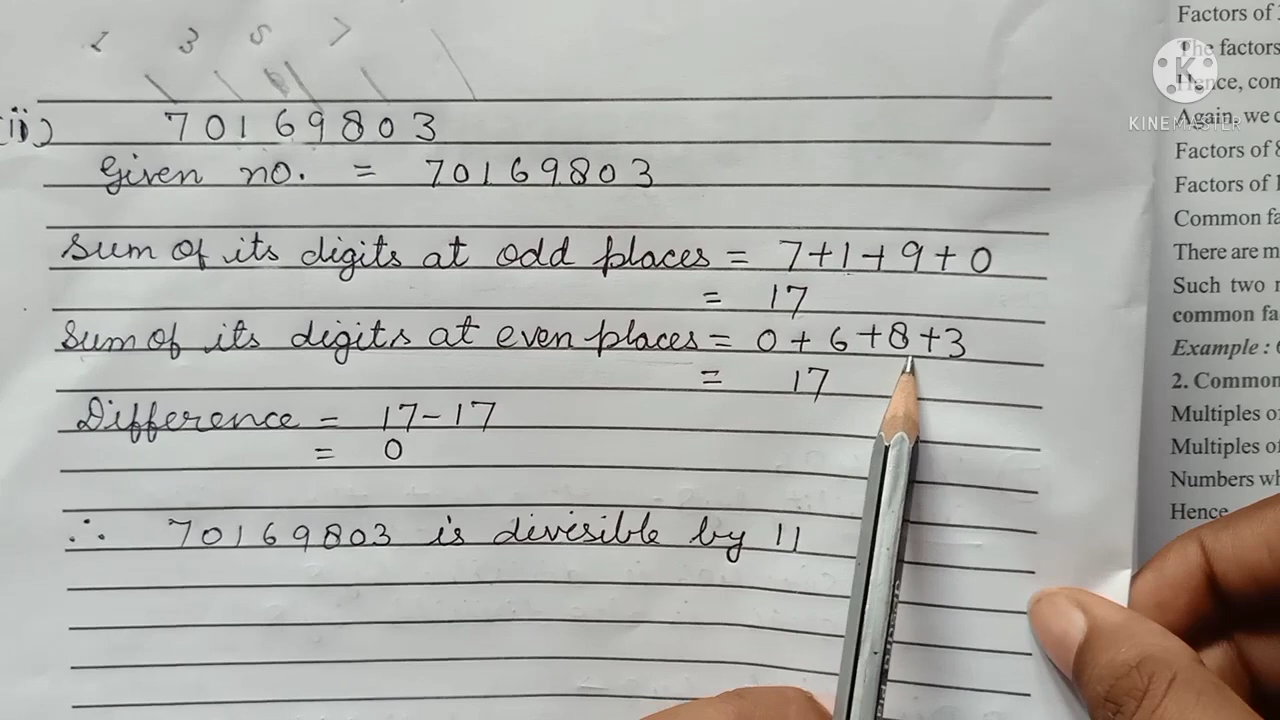 1 3 5 7
(ii) 70169803
Given no. = 70169803
Sum of its digits at odd places = 7+1+9+0
= 17
Sum of its digits at even places = 0+6+8+3
= 17
Difference = 17-17
= 0
∴ 70169803 is divisible by 11
K
KINEMASTER
Factors of
The factors
Hence, con
Again, we c
Factors of 8
Factors of 1
Common fa
There are m
Such two
common fa
Example :
2. Common
Multiples of
Multiples of
Numbers wh
Hence